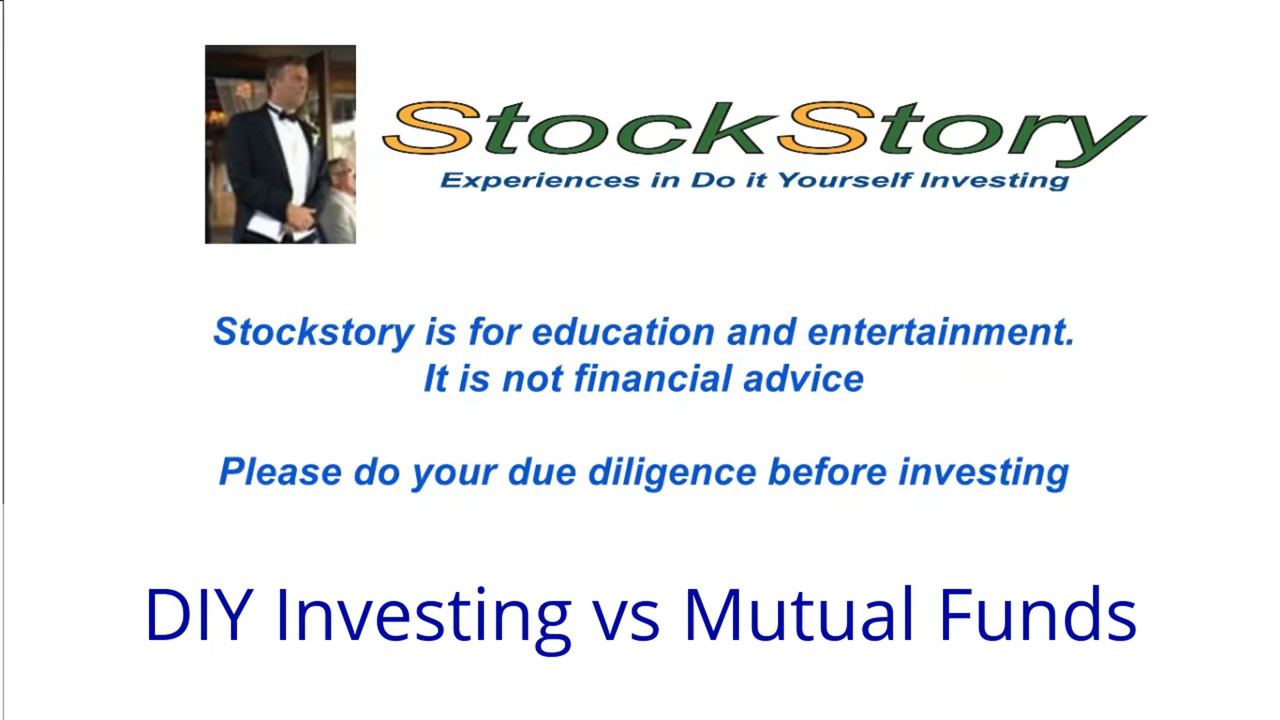 StockStory
Experiences in Do it Yourself Investing
Stockstory is for education and entertainment.
It is not financial advice
Please do your due diligence before investing
DIY Investing vs Mutual Funds